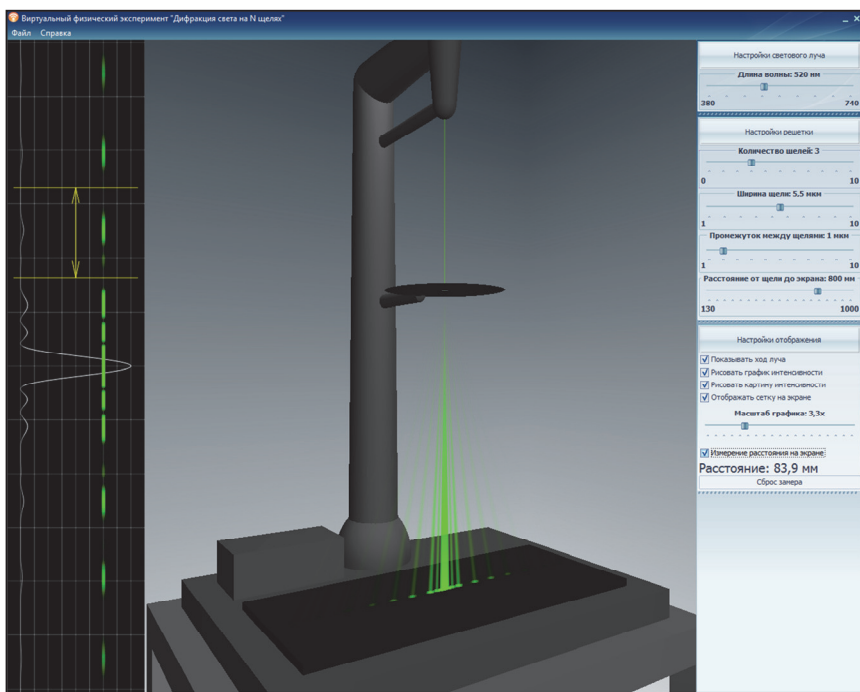 Виртуальный физический эксперимент "Дифракция света на N щелях"
Файл Справка
Настройки светового луча
Длина волны: 520 нм
380 740
Настройки решетки
Количество щелей: 3
0 10
Ширина щели: 5,5 мкм
1 10
Промежуток между щелями: 1 мкм
1 10
Расстояние от щели до экрана: 800 мм
130 1000
Настройки отображения
Показывать ход луча
Рисовать график интенсивности
Рисовать картину интенсивности
Отображать сетку на экране
Масштаб графика: 3,3x
Измерение расстояния на экране
Расстояние: 83,9 мм
Сброс замера